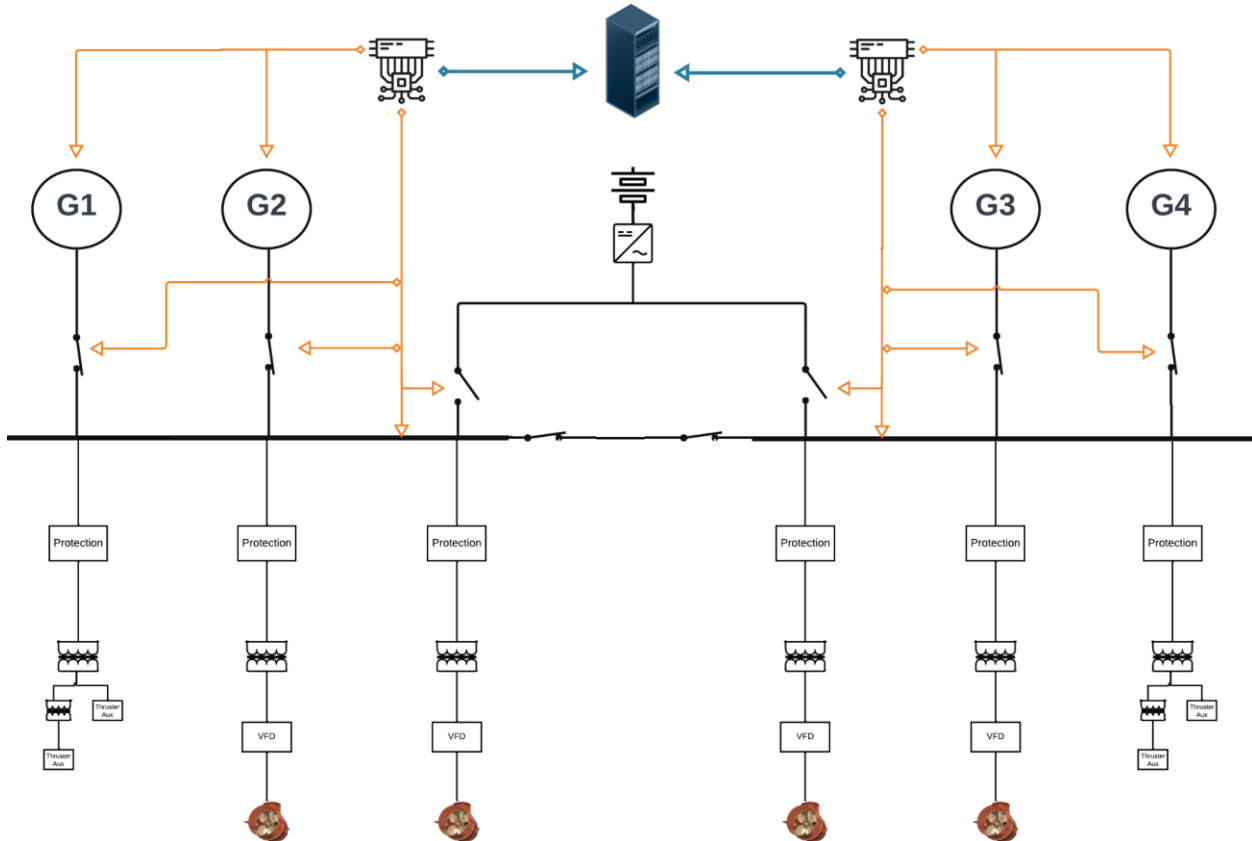 G1
G2
G3
G4
Protection
Protection
Protection
Protection
Protection
Protection
Thruster
Aux
Thruster
Aux
VFD
VFD
VFD
VFD
Thruster
Aux
Thruster
Aux